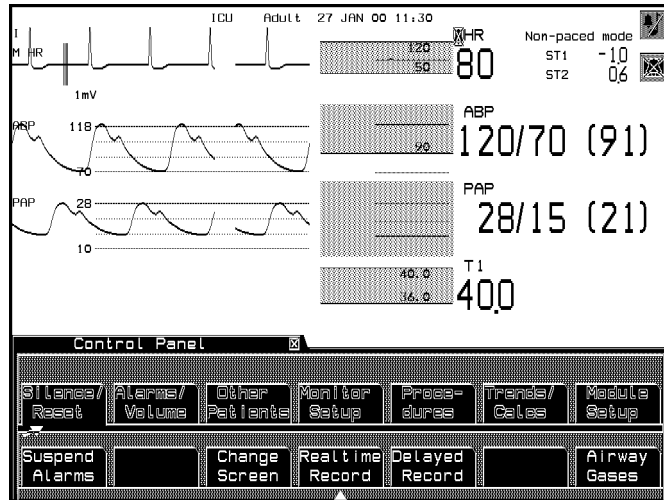 ICU Adult 27 JAN 00 11:30
I
M HR
1mV
HR
120
50
80
Non-paced mode
ST1 -1.0
ST2 0.6
ABP
118
70
ABP
90
120/70 (91)
PAP
28
10
PAP
28/15 (21)
T1
40.0
36.0
40.0
Control Panel
Silence/ Reset
Alarms/ Volume
Other Patients
Monitor Setup
Proce- dures
Trends/ Calcs
Module Setup
Suspend Alarms
Change Screen
Realtime Record
Delayed Record
Airway Gases